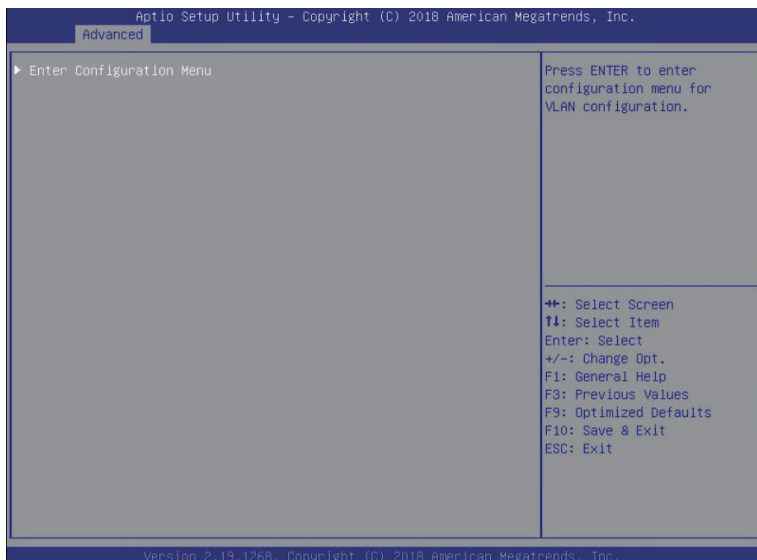 Aptio Setup Utility – Copyright (C) 2018 American Megatrends, Inc.
Advanced
▶ Enter Configuration Menu
Press ENTER to enter
configuration menu for
VLAN configuration.
→←: Select Screen
↑↓: Select Item
Enter: Select
+/-: Change Opt.
F1: General Help
F3: Previous Values
F9: Optimized Defaults
F10: Save & Exit
ESC: Exit
Version 2.19.1268. Copyright (C) 2018 American Megatrends, Inc.